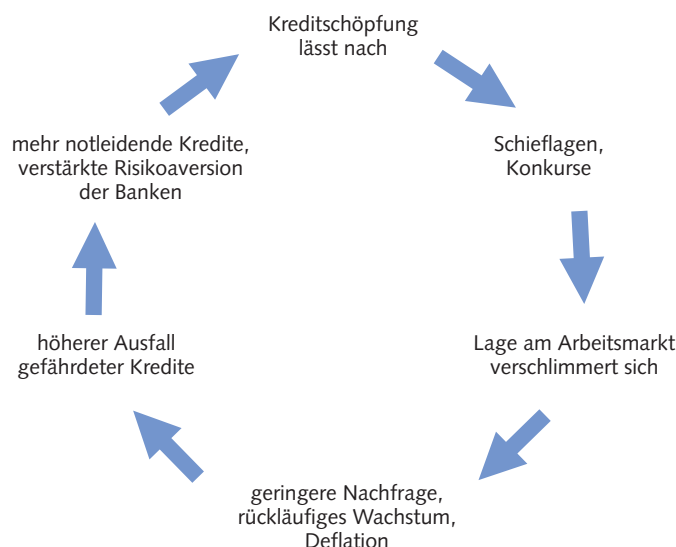 Kreditschöpfung
lässt nach
Schieflagen,
Konkurse
Lage am Arbeitsmarkt
verschlimmert sich
geringere Nachfrage,
rückläufiges Wachstum,
Deflation
höherer Ausfall
gefährdeter Kredite
mehr notleidende Kredite,
verstärkte Risikoaversion
der Banken